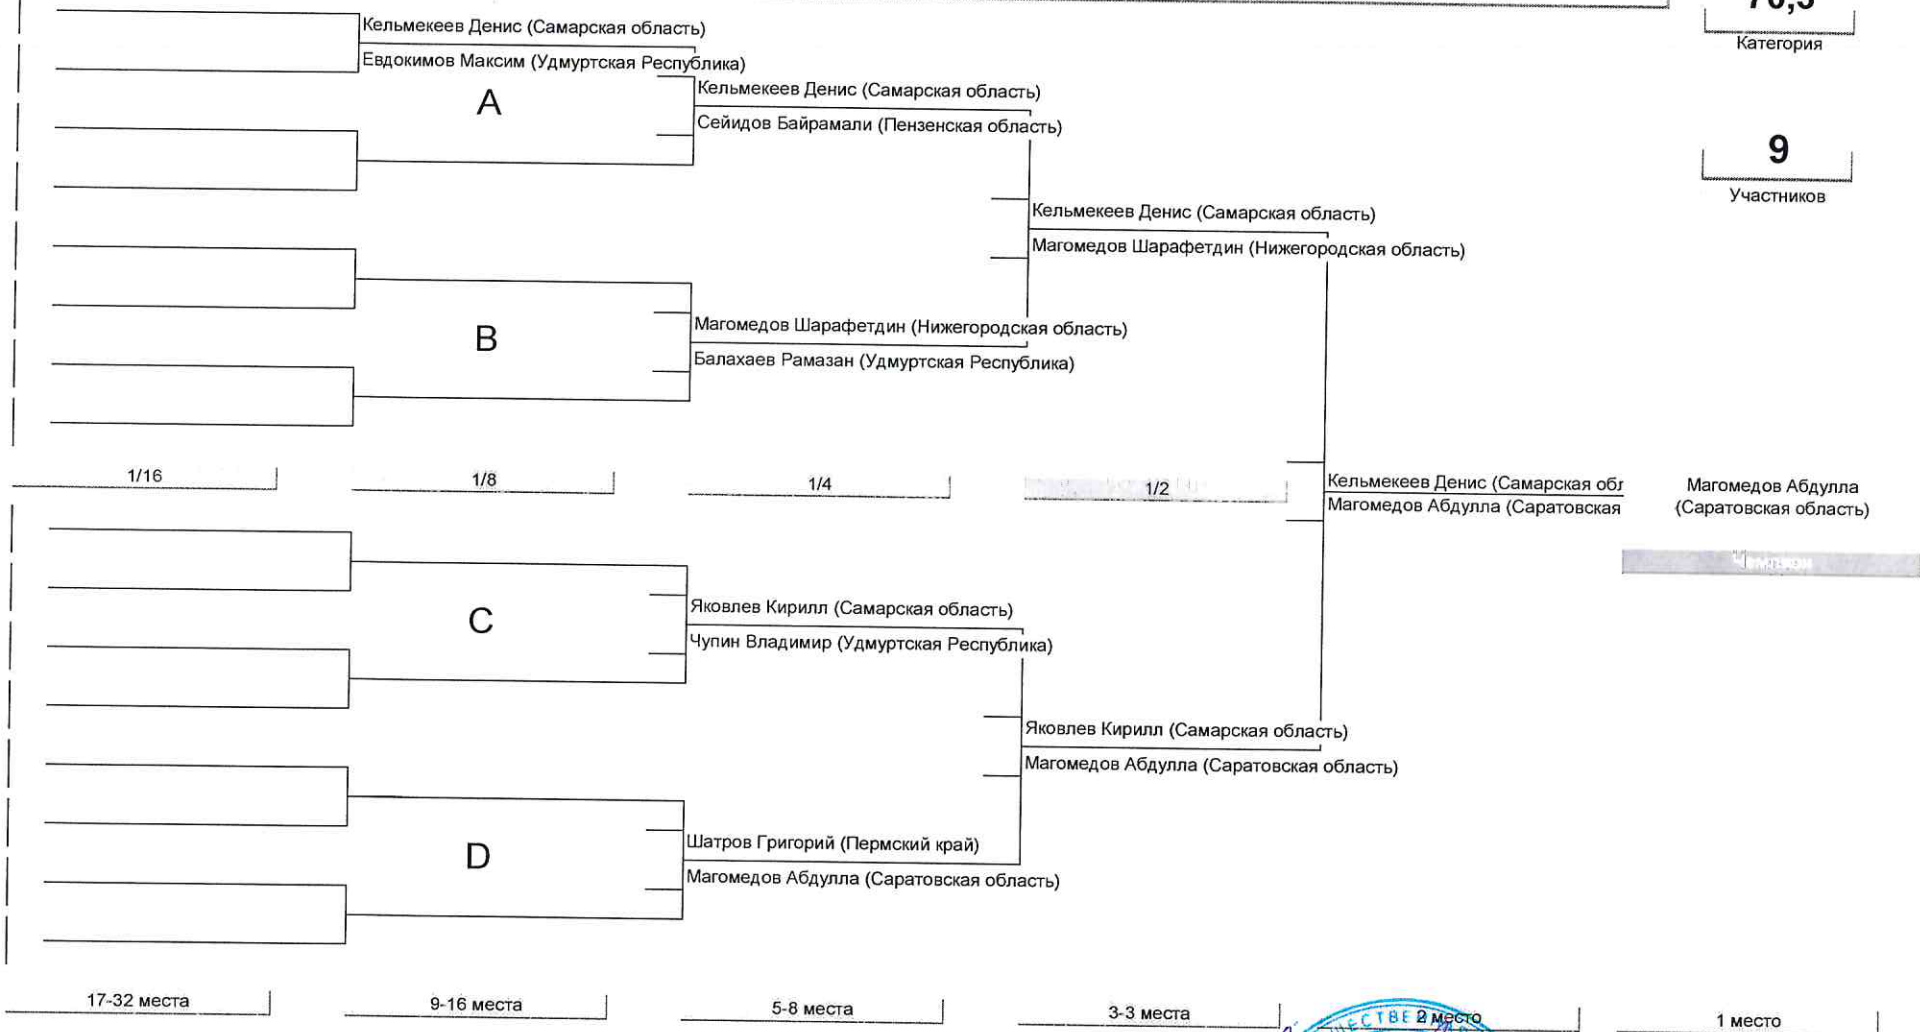 70,5
Категория
9
Участников
Кельмекеев Денис (Самарская область)
Евдокимов Максим (Удмуртская Республика)
A
Кельмекеев Денис (Самарская область)
Сейидов Байрамали (Пензенская область)
Кельмекеев Денис (Самарская область)
Магомедов Шарафетдин (Нижегородская область)
B
Магомедов Шарафетдин (Нижегородская область)
Балахаев Рамазан (Удмуртская Республика)
1/16
1/8
1/4
1/2
Кельмекеев Денис (Самарская обл
Магомедов Абдулла (Саратовская
Магомедов Абдулла
(Саратовская область)
Чемпион
C
Яковлев Кирилл (Самарская область)
Чупин Владимир (Удмуртская Республика)
Яковлев Кирилл (Самарская область)
Магомедов Абдулла (Саратовская область)
D
Шатров Григорий (Пермский край)
Магомедов Абдулла (Саратовская область)
17-32 места
9-16 места
5-8 места
3-3 места
2 место
1 место